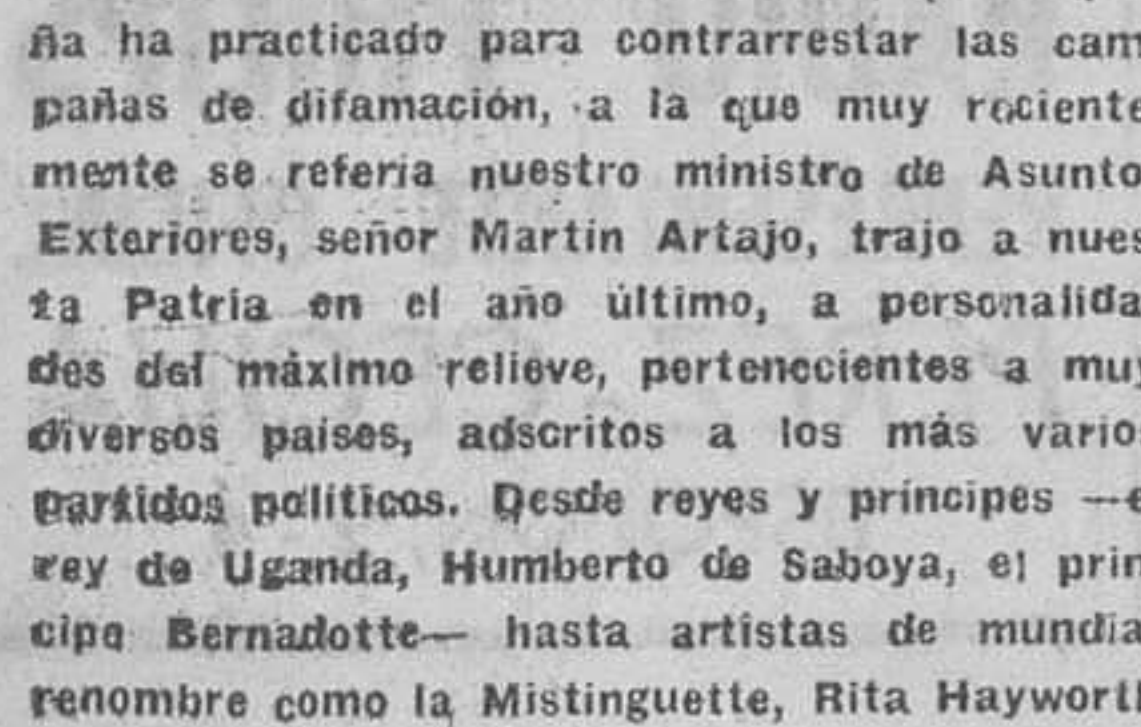 ña ha practicado para contrarrestar las cam
pañas de difamación, a la que muy reciente
mente se refería nuestro ministro de Asunto
Exteriores, señor Martín Artajo, trajo a nues
ta Patria en el año último, a personalida
des del máximo relieve, pertenecientes a muy
diversos países, adscritos a los más vario
partidos políticos. Desde reyes y príncipes —e
rey de Uganda, Humberto de Saboya, el prín
cipe Bernadotte— hasta artistas de mundia
renombre como la Mistinguette, Rita Hayworth